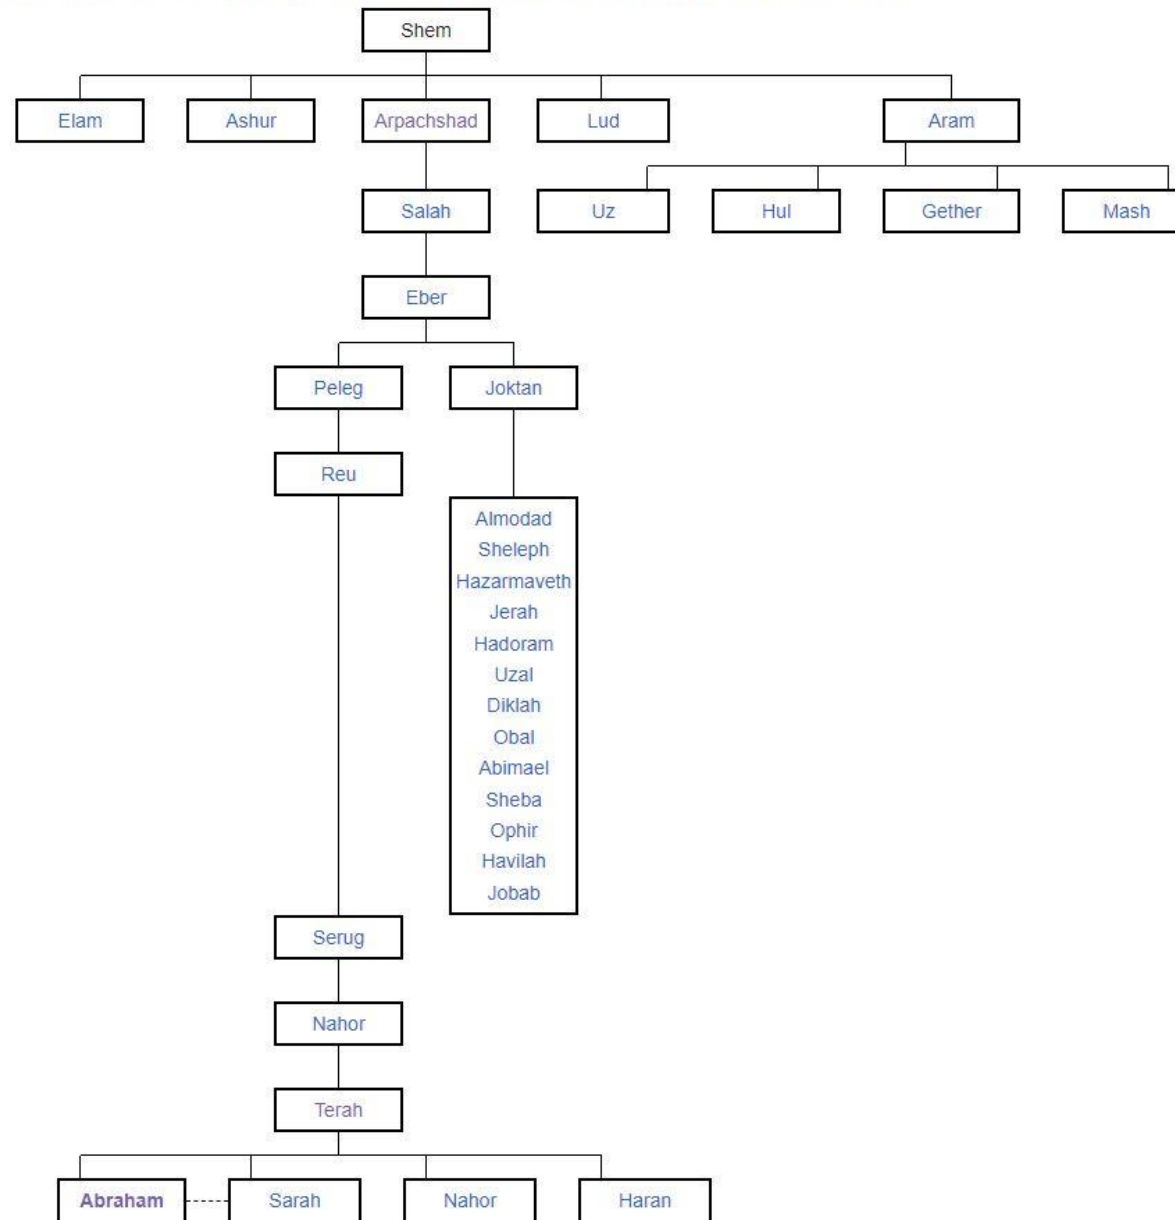 Shem
Elam Ashur Arpachshad Lud Aram
Salah Uz Hul Gether Mash
Eber
Peleg Joktan
Reu
Almodad
Sheleph
Hazarmaveth
Jerah
Hadoram
Uzal
Diklah
Obal
Abimael
Sheba
Ophir
Havilah
Jobab
Serug
Nahor
Terah
Abraham Sarah Nahor Haran